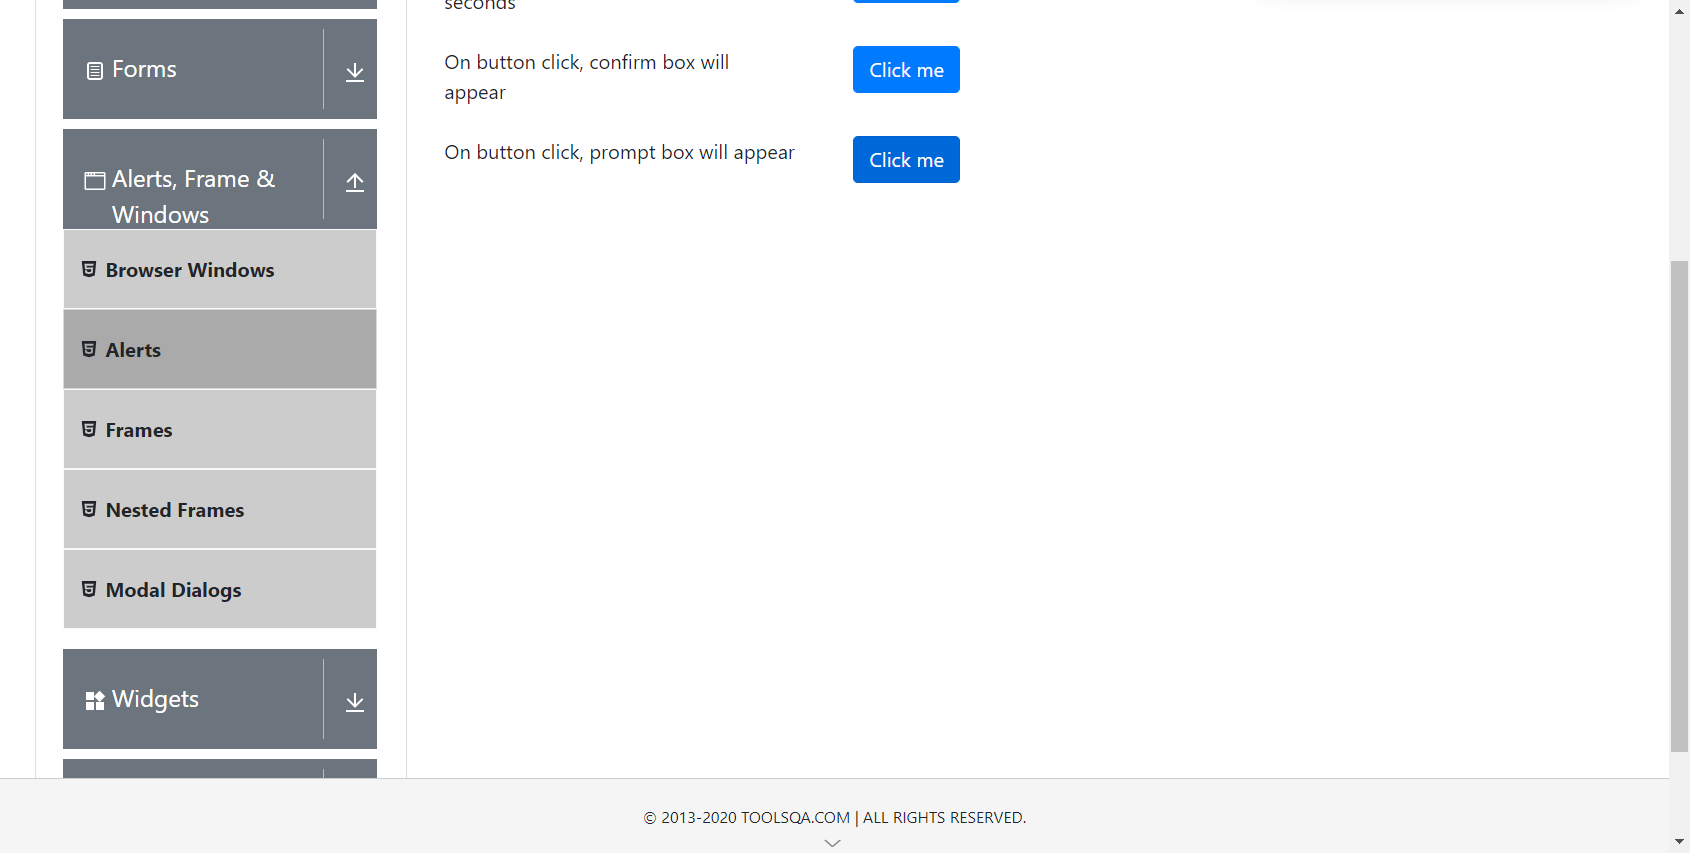 seconds
On button click, confirm box will
appear
Click me
On button click, prompt box will appear
Click me
Forms
Alerts, Frame &
Windows
Browser Windows
Alerts
Frames
Nested Frames
Modal Dialogs
Widgets
© 2013-2020 TOOLSQA.COM | ALL RIGHTS RESERVED.